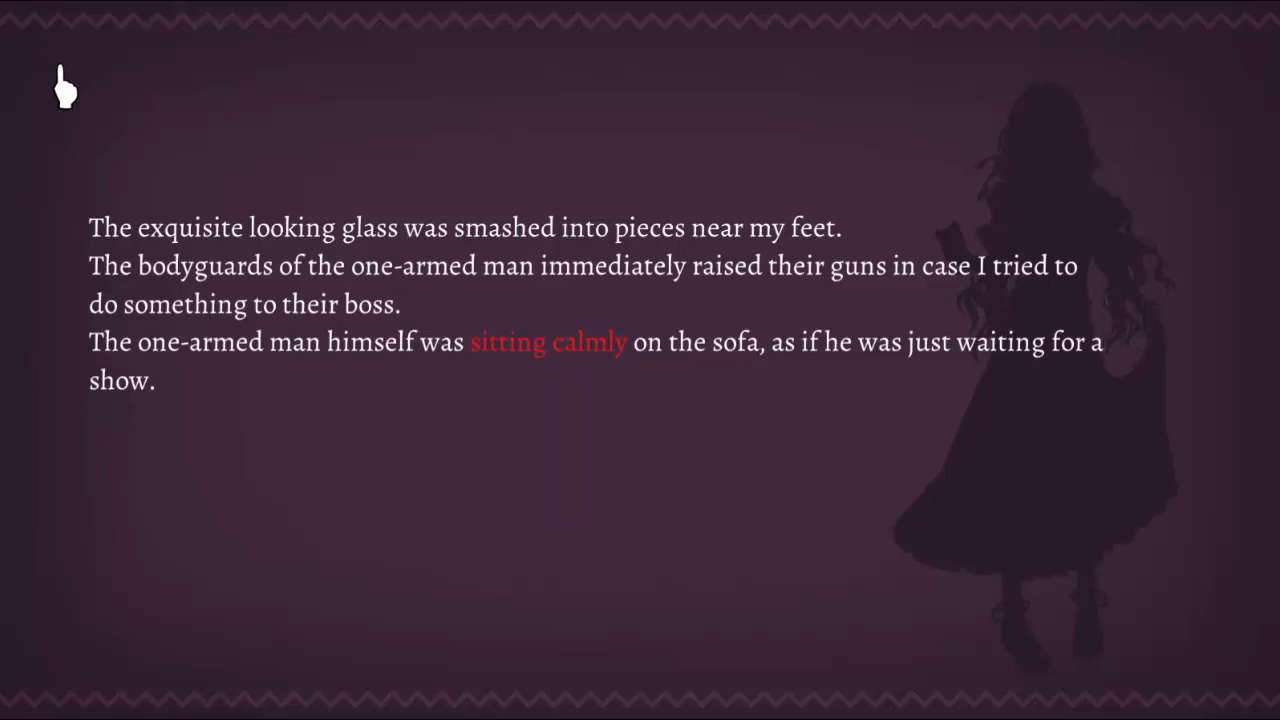 The exquisite looking glass was smashed into pieces near my feet.
The bodyguards of the one-armed man immediately raised their guns in case I tried to
do something to their boss.
The one-armed man himself was sitting calmly on the sofa, as if he was just waiting for a
show.